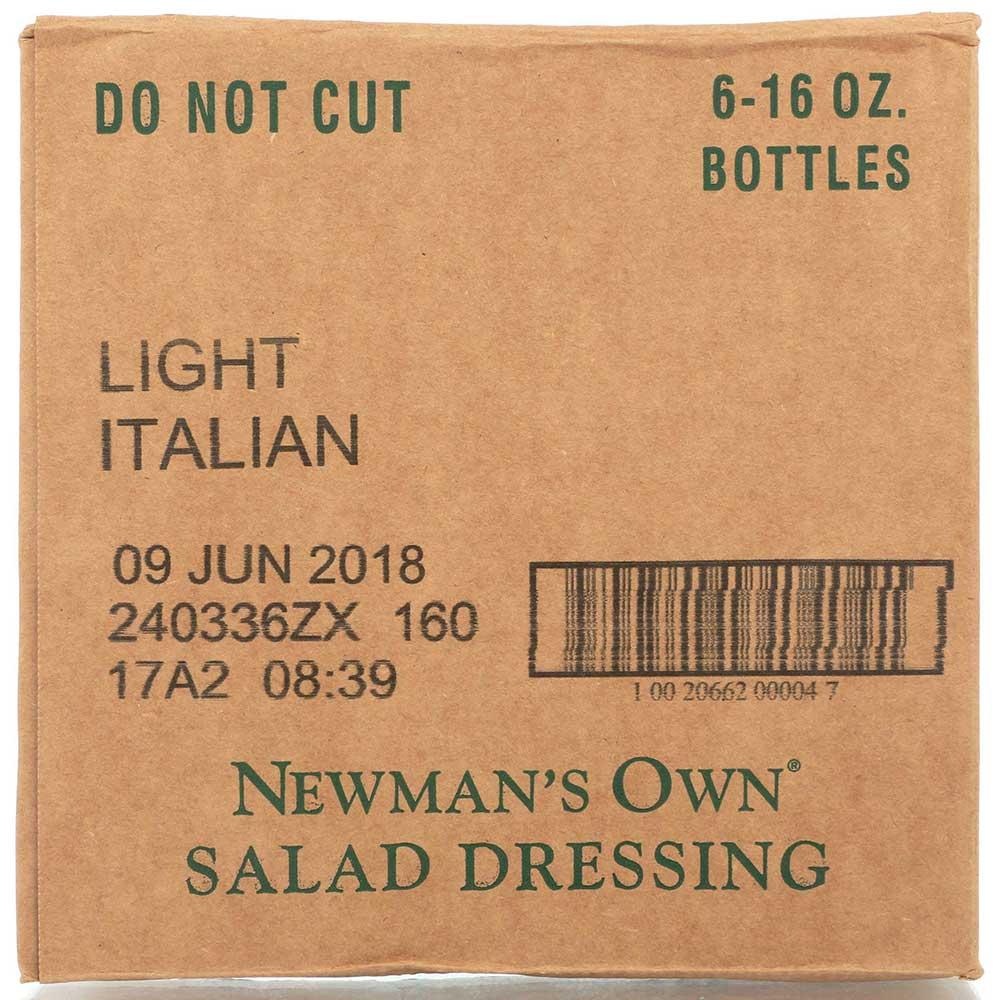 DO NOT CUT
6-16 OZ.
BOTTLES
LIGHT
ITALIAN
09 JUN 2018
240336ZX 160
17A2 08:39
1 00 20662 00004 7
NEWMAN'S OWN®
SALAD DRESSING